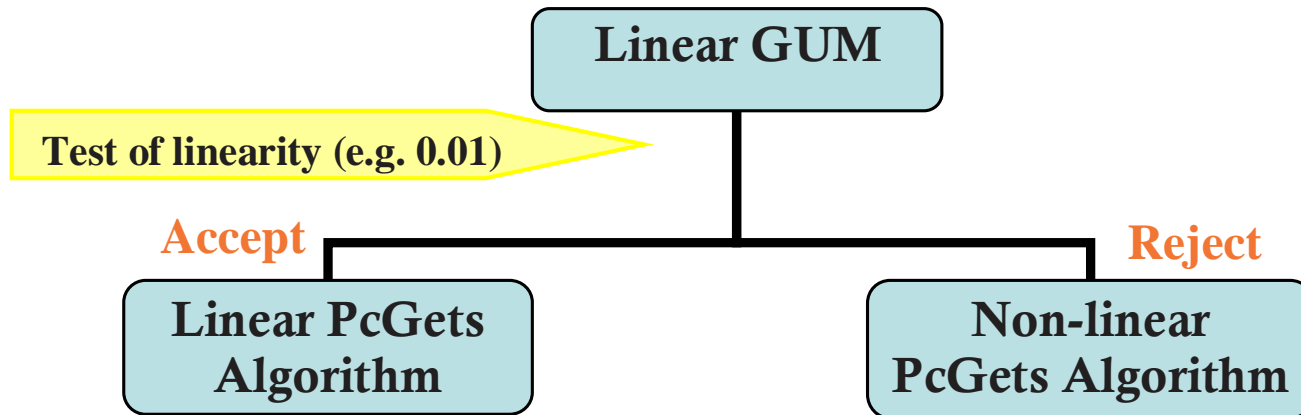 Linear GUM
Test of linearity (e.g. 0.01)
Accept
Reject
Linear PcGets
Algorithm
Non-linear
PcGets Algorithm